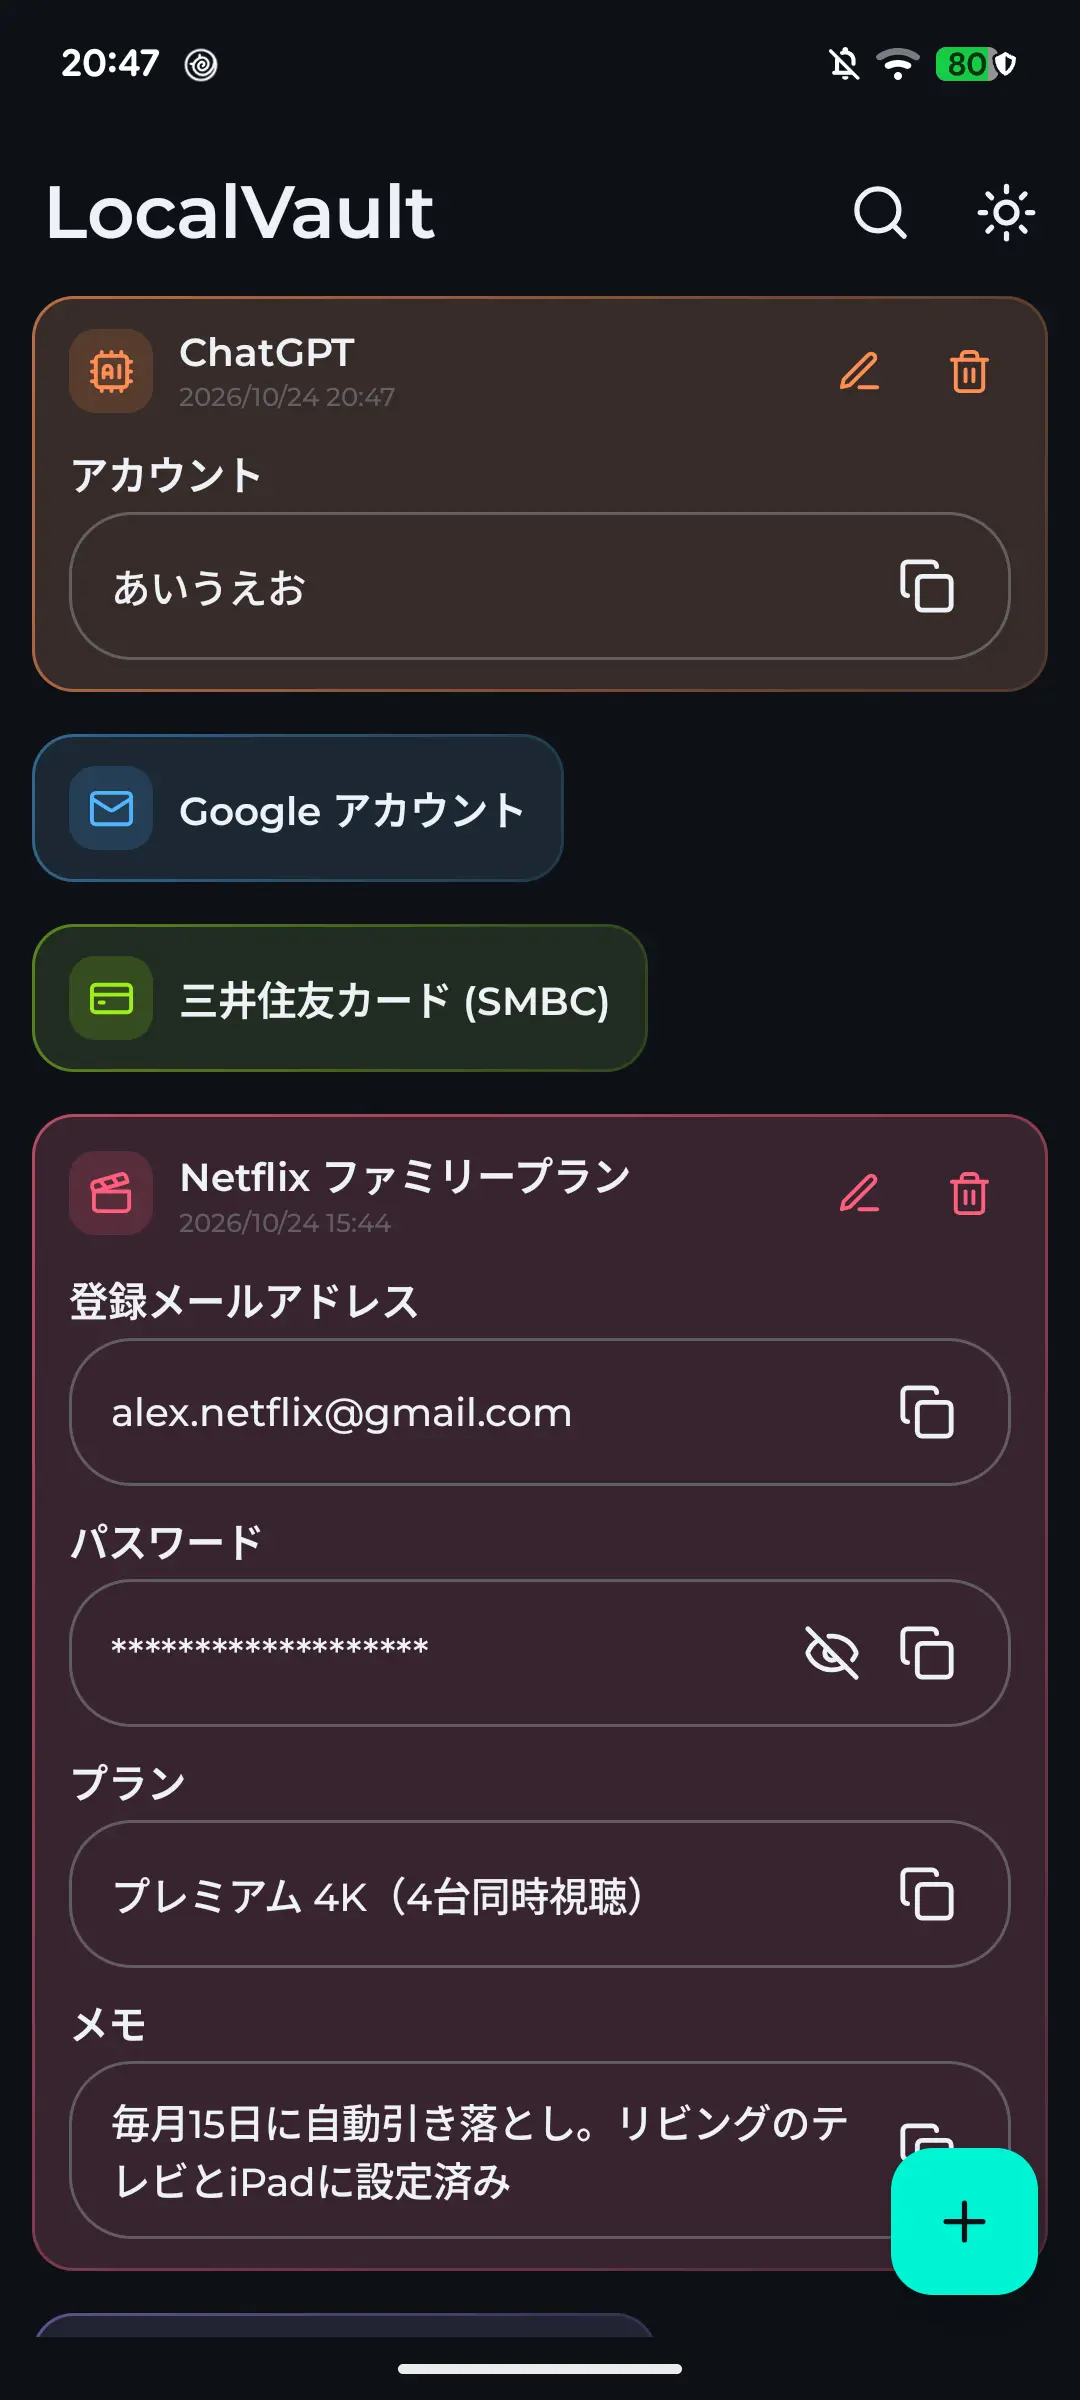 20:47
80
LocalVault
ChatGPT
2026/10/24 20:47
アカウント
あいうえお
Google アカウント
三井住友カード (SMBC)
Netflix ファミリープラン
2026/10/24 15:44
登録メールアドレス
alex.netflix@gmail.com
パスワード
*******************
プラン
プレミアム 4K（4台同時視聴）
メモ
毎月15日に自動引き落とし。リビングのテ
レビとiPadに設定済み